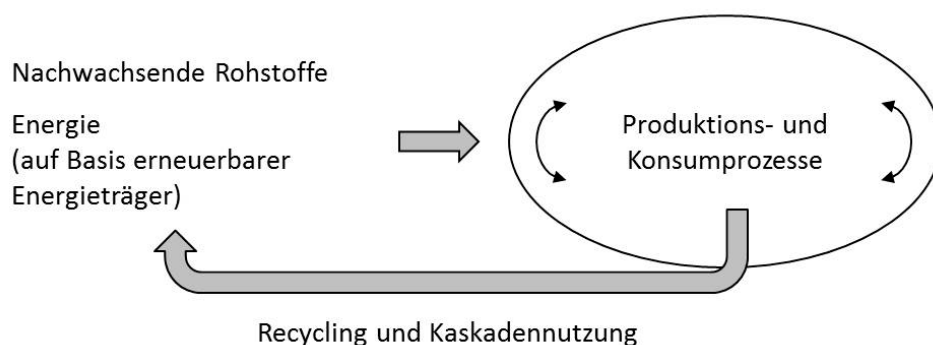 Nachwachsende Rohstoffe
Energie
(auf Basis erneuerbarer
Energieträger)
Produktions- und
Konsumprozesse
Recycling und Kaskadennutzung